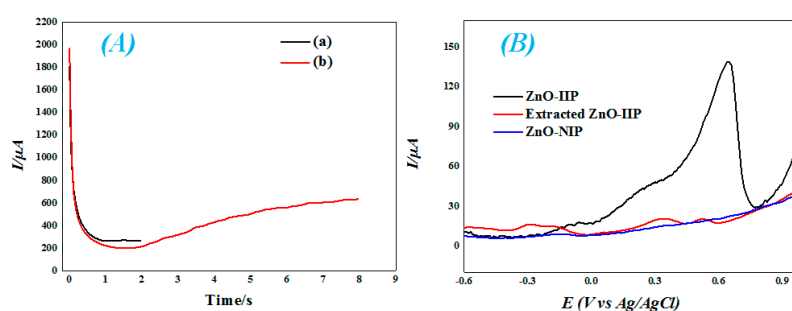 (A)
(a)
(b)
I/μA
2200
2000
1800
1600
1400
1200
1000
800
600
400
200
0
0 1 2 3 4 5 6 7 8 9
Time/s
(B)
ZnO-IIP
Extracted ZnO-IIP
ZnO-NIP
I/μA
150
120
90
60
30
0
-0.6 -0.3 0.0 0.3 0.6 0.9
E (V vs Ag/AgCl)